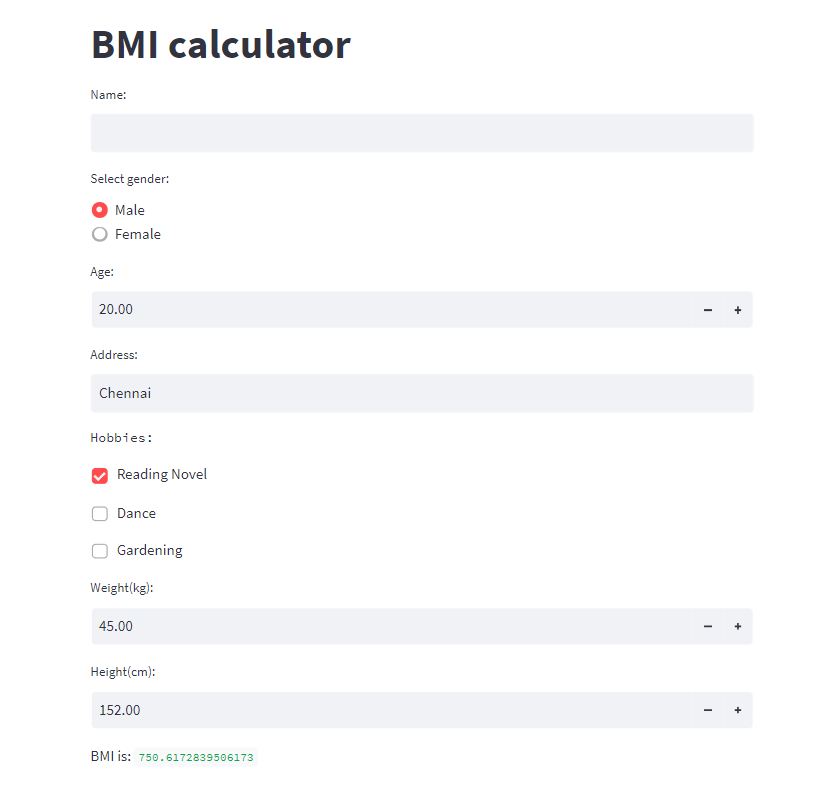 BMI calculator
Name:
Select gender:
Male
Female
Age:
20.00
Address:
Chennai
Hobbies:
Reading Novel
Dance
Gardening
Weight(kg):
45.00
Height(cm):
152.00
BMI is: 750.6172839506173